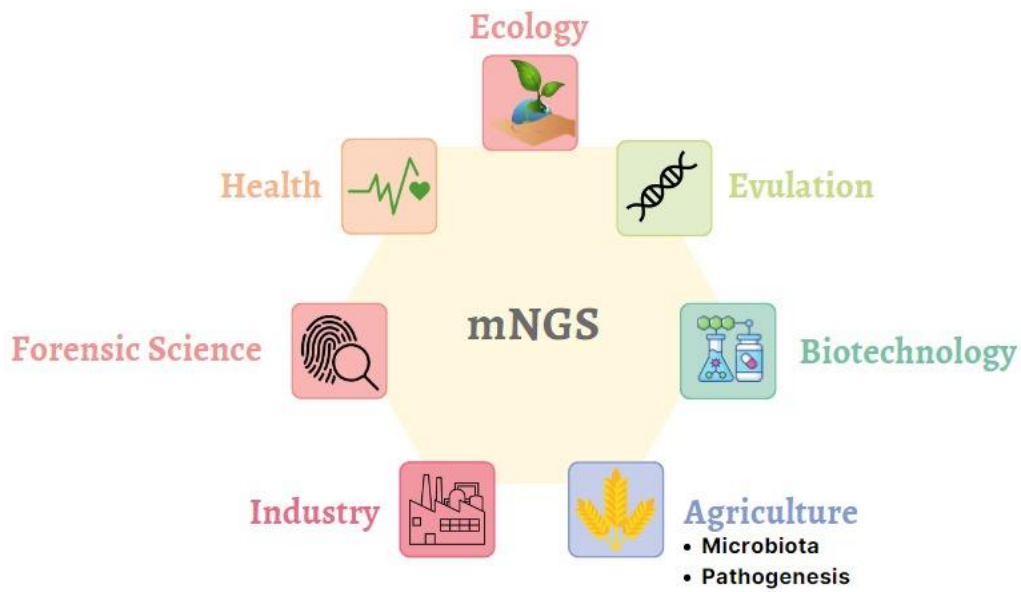 Ecology
Health
Evulation
mNGS
Forensic Science
Biotechnology
Industry
Agriculture
• Microbiota
• Pathogenesis